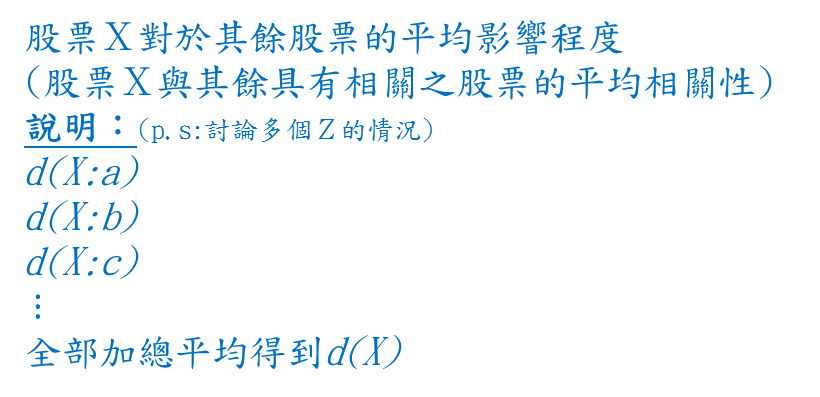 股票X對於其餘股票的平均影響程度
(股票X與其餘具有相關之股票的平均相關性)
說明：(p.s:討論多個Z的情況)
d(X:a)
d(X:b)
d(X:c)
⋮
全部加總平均得到d(X)